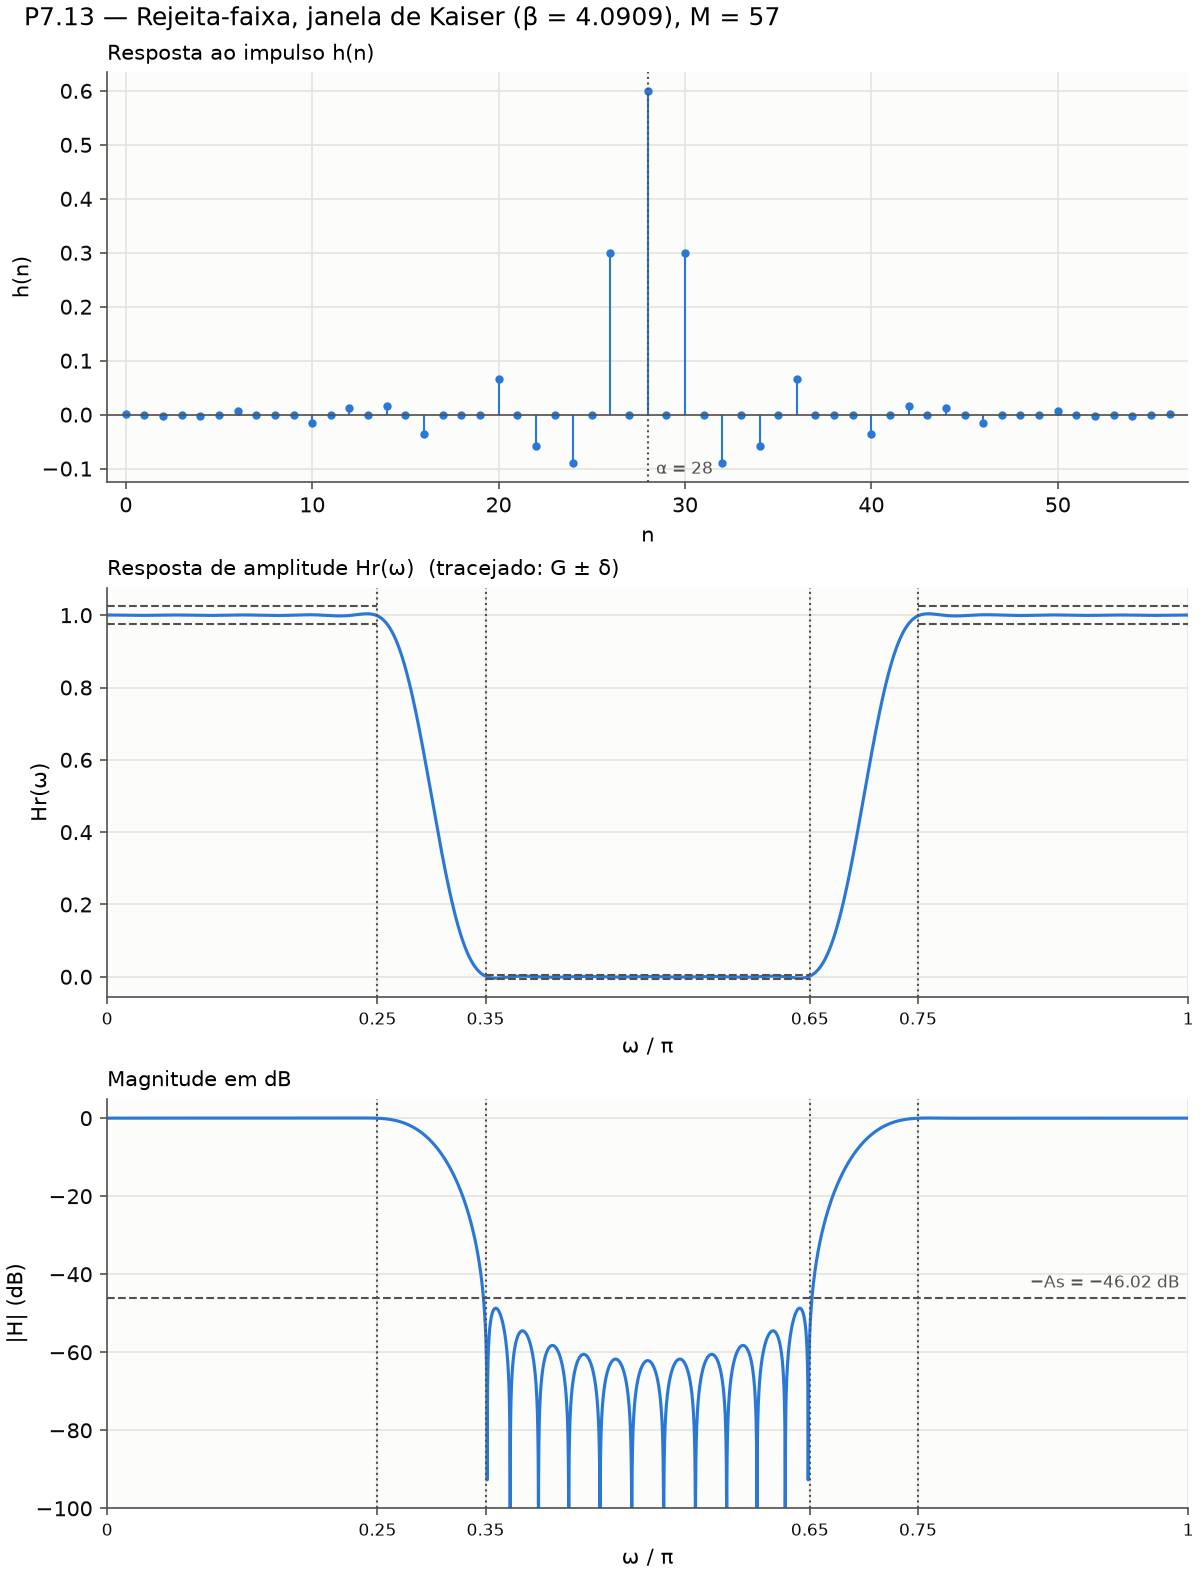 P7.13 — Rejeita-faixa, janela de Kaiser (β = 4.0909), M = 57
Resposta ao impulso h(n)
0.6
0.5
0.4
0.3
0.2
0.1
0.0
−0.1
h(n)
α = 28
0 10 20 30 40 50
n
Resposta de amplitude Hr(ω) (tracejado: G ± δ)
1.0
0.8
0.6
0.4
0.2
0.0
Hr(ω)
0 0.25 0.35 0.65 0.75 1
ω / π
Magnitude em dB
0
−20
−40
−60
−80
−100
|H| (dB)
−As = −46.02 dB
0 0.25 0.35 0.65 0.75 1
ω / π